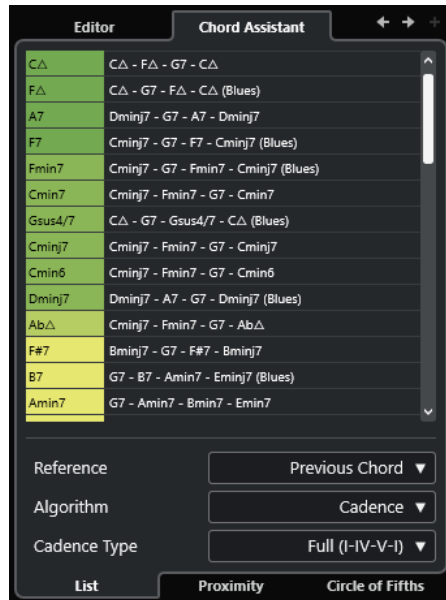 Editor Chord Assistant
C△ C△ - F△ - G7 - C△
F△ C△ - G7 - F△ - C△ (Blues)
A7 Dminj7 - G7 - A7 - Dminj7
F7 Cminj7 - G7 - F7 - Cminj7 (Blues)
Fmin7 Cminj7 - G7 - Fmin7 - Cminj7 (Blues)
Cmin7 Cminj7 - Fmin7 - G7 - Cmin7
Gsus4/7 C△ - G7 - Gsus4/7 - C△ (Blues)
Cminj7 Cminj7 - Fmin7 - G7 - Cminj7
Cmin6 Cminj7 - Fmin7 - G7 - Cmin6
Dminj7 Dminj7 - A7 - G7 - Dminj7 (Blues)
Ab△ Cminj7 - Fmin7 - G7 - Ab△
F#7 Bminj7 - G7 - F#7 - Bminj7
B7 G7 - B7 - Amin7 - Eminj7 (Blues)
Amin7 G7 - Amin7 - Bmin7 - Emin7
Reference Previous Chord ▼
Algorithm Cadence ▼
Cadence Type Full (I-IV-V-I) ▼
List Proximity Circle of Fifths